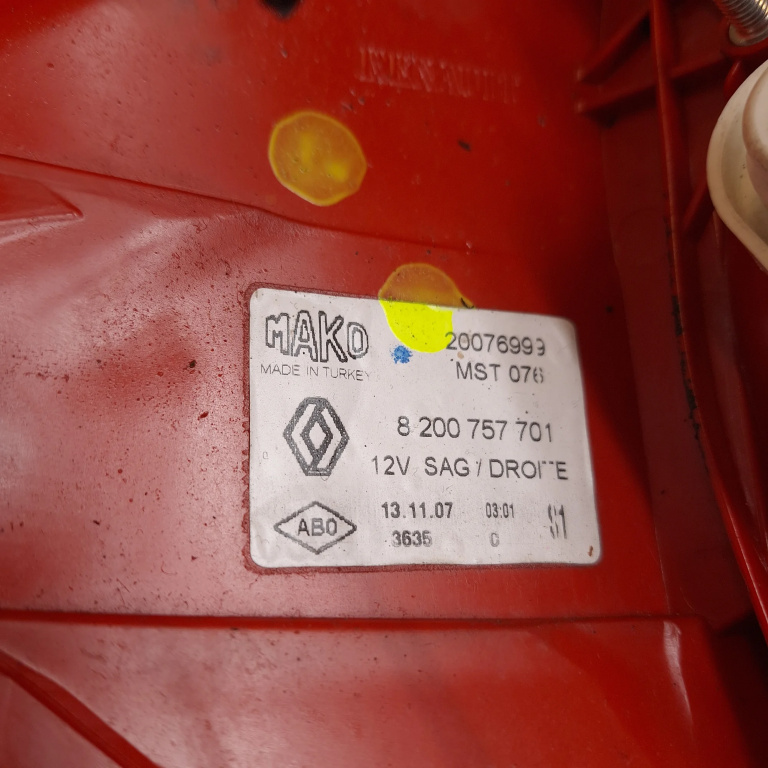 MAKO
20076999
MADE IN TURKEY
MST 076
8 200 757 701
12V SAG / DROITE
ABO
13.11.07
03:01
3635